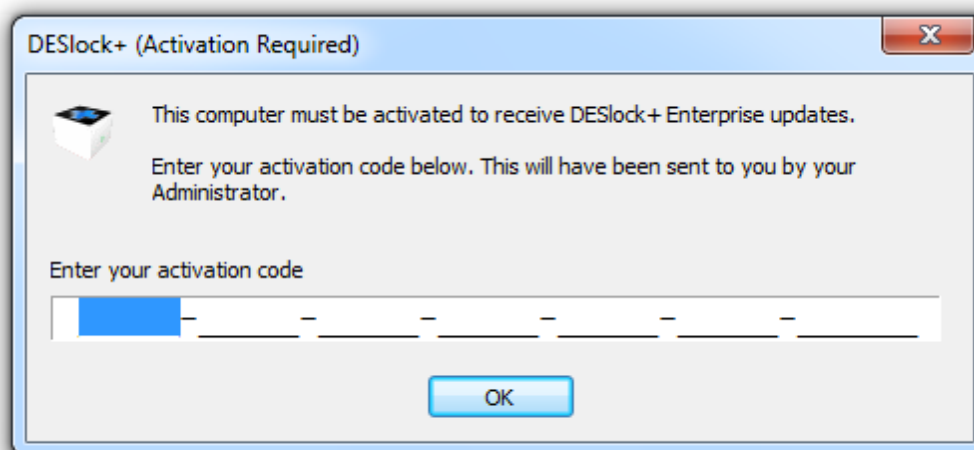 DESlock+ (Activation Required)
This computer must be activated to receive DESlock+ Enterprise updates.
Enter your activation code below. This will have been sent to you by your
Administrator.
Enter your activation code
OK